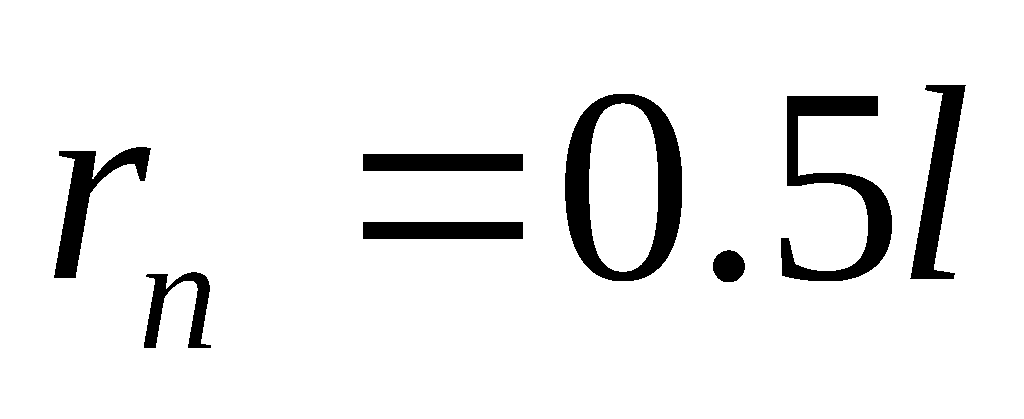 rₙ = 0.5l